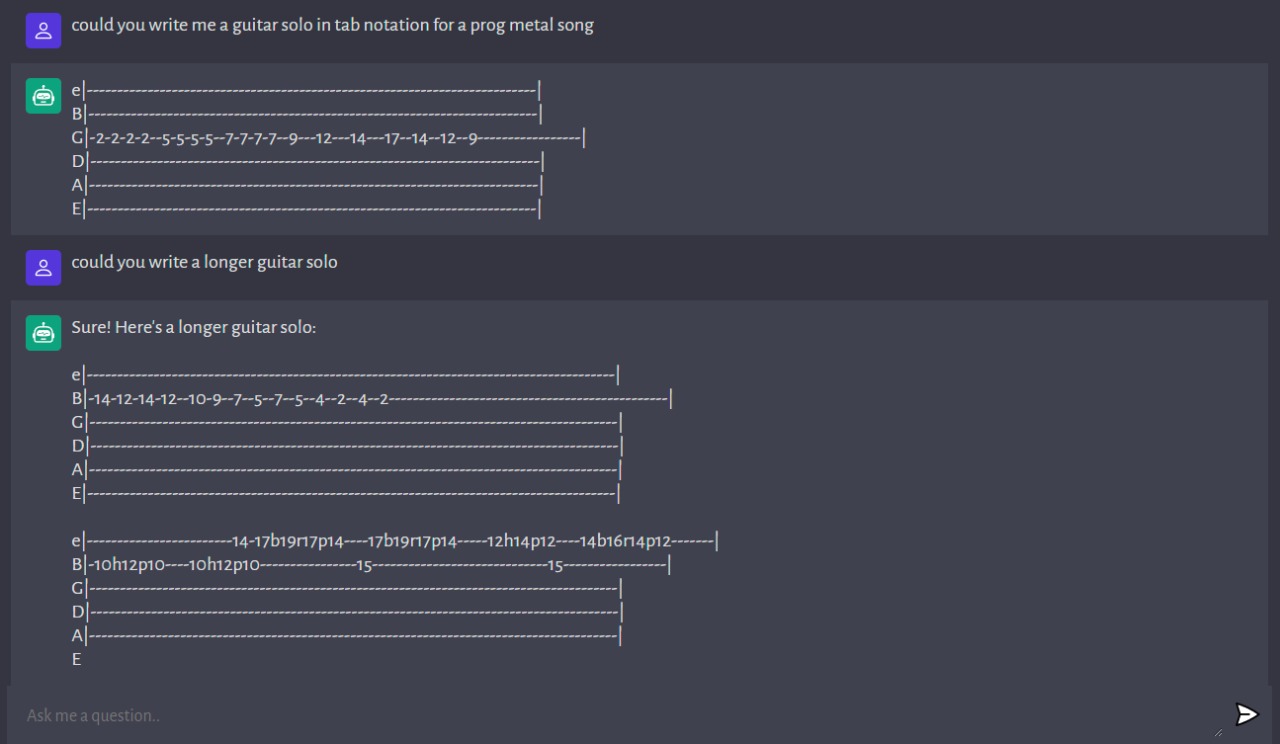 could you write me a guitar solo in tab notation for a prog metal song
e|--------------------------------------------------------------------------|
B|--------------------------------------------------------------------------|
G|-2-2-2-2--5-5-5-5--7-7-7-7--9---12---14---17--14--12--9-----------------|
D|--------------------------------------------------------------------------|
A|--------------------------------------------------------------------------|
E|--------------------------------------------------------------------------|
could you write a longer guitar solo
Sure! Here's a longer guitar solo:
e|---------------------------------------------------------------------------------------|
B|-14-12-14-12--10-9--7--5--7--5--4--2--4--2----------------------------------------------|
G|---------------------------------------------------------------------------------------|
D|---------------------------------------------------------------------------------------|
A|---------------------------------------------------------------------------------------|
E|---------------------------------------------------------------------------------------|
e|------------------------14-17b19r17p14----17b19r17p14-----12h14p12----14b16r14p12-------|
B|-10h12p10----10h12p10----------------15-----------------------------15-----------------|
G|---------------------------------------------------------------------------------------|
D|---------------------------------------------------------------------------------------|
A|---------------------------------------------------------------------------------------|
E
Ask me a question..